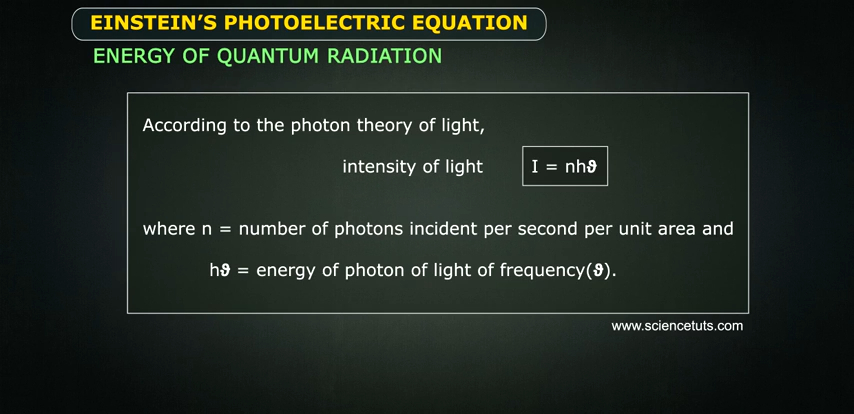 EINSTEIN’S PHOTOELECTRIC EQUATION
ENERGY OF QUANTUM RADIATION
According to the photon theory of light,
intensity of light I = nhϑ
where n = number of photons incident per second per unit area and
hϑ = energy of photon of light of frequency(ϑ).
www.sciencetuts.com